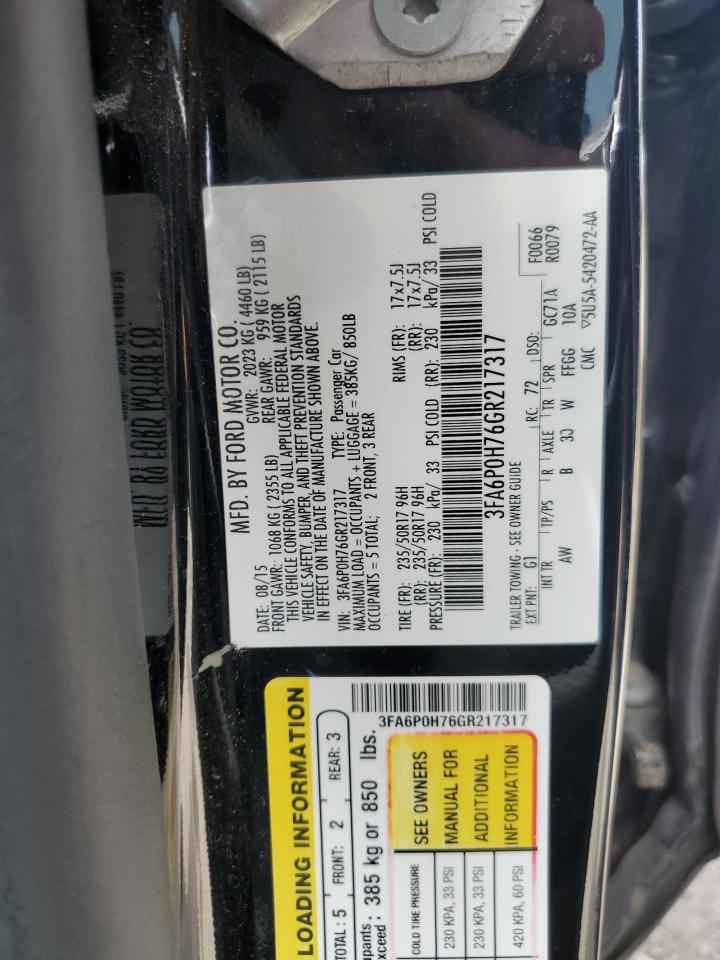 MFD. BY FORD MOTOR CO.
DATE: 08/15 GVWR: 2023 KG ( 4460 LB)
FRONT GAWR: 1068 KG ( 2355 LB) REAR GAWR: 959 KG ( 2115 LB)
THIS VEHICLE CONFORMS TO ALL APPLICABLE FEDERAL MOTOR
VEHICLE SAFETY, BUMPER, AND THEFT PREVENTION STANDARDS
IN EFFECT ON THE DATE OF MANUFACTURE SHOWN ABOVE.
VIN: 3FA6P0H76GR217317 TYPE: Passenger Car
MAXIMUM LOAD = OCCUPANTS + LUGGAGE = 385KG/ 850LB
OCCUPANTS = 5 TOTAL; 2 FRONT, 3 REAR
TIRE (FR): 235/50R17 96H RIMS (FR): 17x7.5J
(RR): 235/50R17 96H (RR): 17x7.5J
PRESSURE (FR): 230 kPa/ 33 PSI COLD (RR): 230 kPa/ 33 PSI COLD
3FA6P0H76GR217317
TRAILER TOWING - SEE OWNER GUIDE
EXT PNT: G1 RC: 72 DSO: F0066
R0079
INT TR TP/PS R AXLE TR SPR GC71A
AW B 30 W FFGG 10A
CMC ▽5U5A-5420472-AA
LOADING INFORMATION
TOTAL: 5 FRONT: 2 REAR: 3
upants
exceed : 385 kg or 850 lbs.
3FA6P0H76GR217317
COLD TIRE PRESSURE
230 KPA, 33 PSI
230 KPA, 33 PSI
420 KPA, 60 PSI
SEE OWNERS
MANUAL FOR
ADDITIONAL
INFORMATION